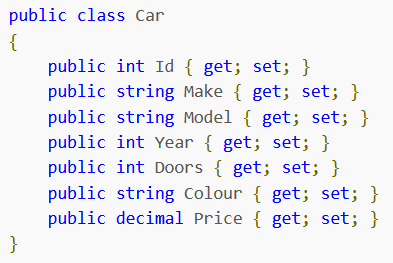 public class Car
{
    public int Id { get; set; }
    public string Make { get; set; }
    public string Model { get; set; }
    public int Year { get; set; }
    public int Doors { get; set; }
    public string Colour { get; set; }
    public decimal Price { get; set; }
}